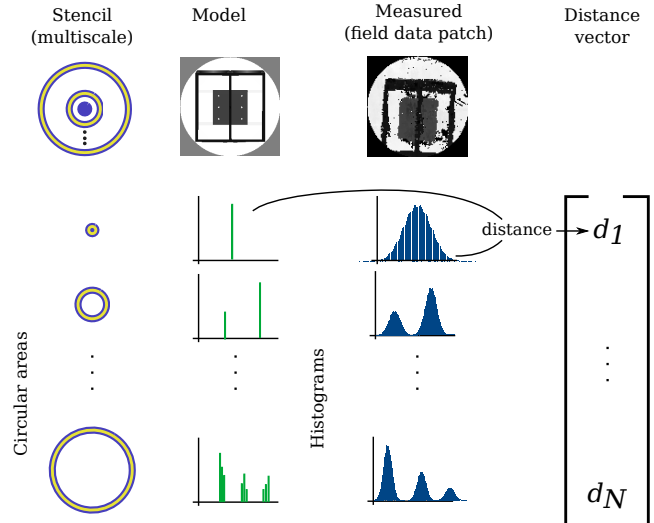 Stencil
(multiscale)
Model
Measured
(field data patch)
Distance
vector
distance
d1
Circular areas
Histograms
dN